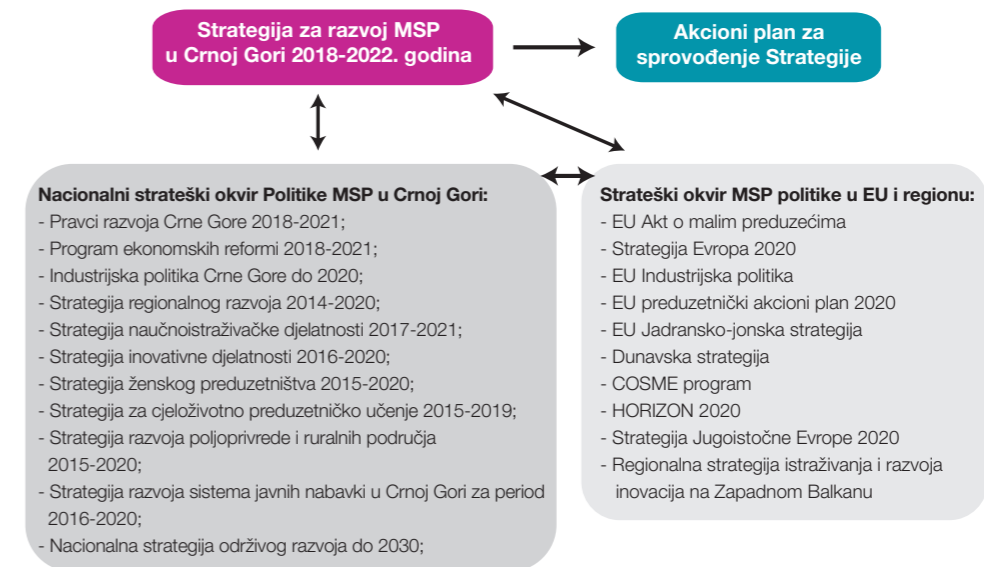 Strategija za razvoj MSP
u Crnoj Gori 2018-2022. godina
Akcioni plan za
sprovođenje Strategije
Nacionalni strateški okvir Politike MSP u Crnoj Gori:
- Pravci razvoja Crne Gore 2018-2021;
- Program ekonomskih reformi 2018-2021;
- Industrijska politika Crne Gore do 2020;
- Strategija regionalnog razvoja 2014-2020;
- Strategija naučnoistraživačke djelatnosti 2017-2021;
- Strategija inovativne djelatnosti 2016-2020;
- Strategija ženskog preduzetništva 2015-2020;
- Strategija za cjeloživotno preduzetničko učenje 2015-2019;
- Strategija razvoja poljoprivrede i ruralnih područja
2015-2020;
- Strategija razvoja sistema javnih nabavki u Crnoj Gori za period
2016-2020;
- Nacionalna strategija održivog razvoja do 2030;
Strateški okvir MSP politike u EU i regionu:
- EU Akt o malim preduzećima
- Strategija Evropa 2020
- EU Industrijska politika
- EU preduzetnički akcioni plan 2020
- EU Jadransko-jonska strategija
- Dunavska strategija
- COSME program
- HORIZON 2020
- Strategija Jugoistočne Evrope 2020
- Regionalna strategija istraživanja i razvoja
inovacija na Zapadnom Balkanu